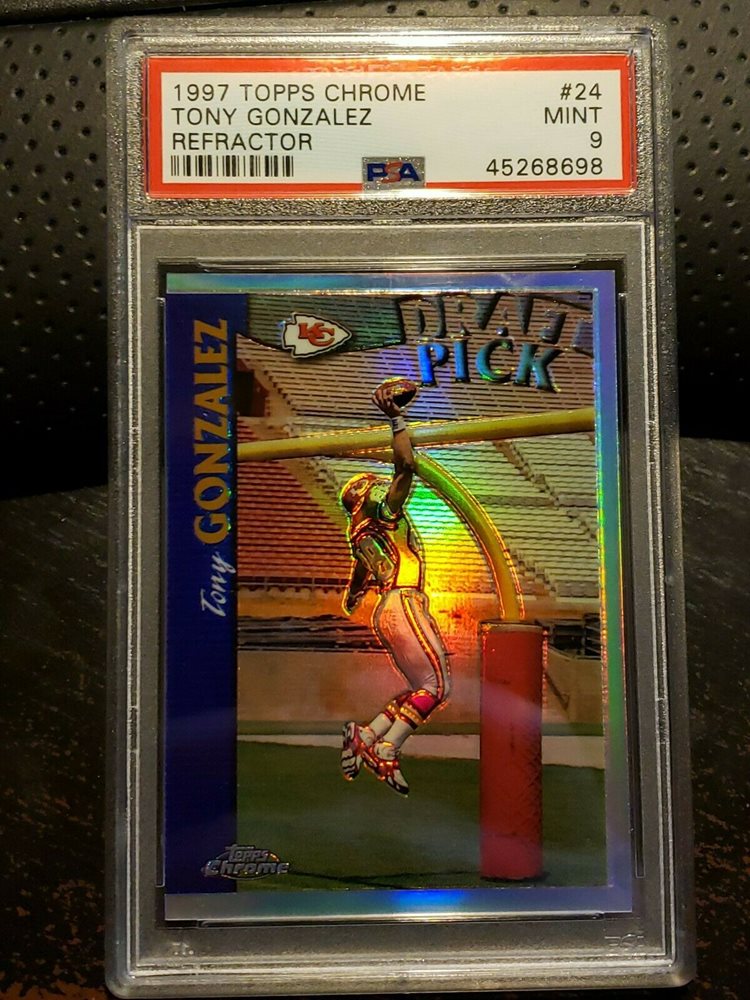 1997 TOPPS CHROME #24
TONY GONZALEZ MINT
REFRACTOR 9
PSA 45268698
KC
DRAFT
PICK
Tony GONZALEZ
Topps
Chrome